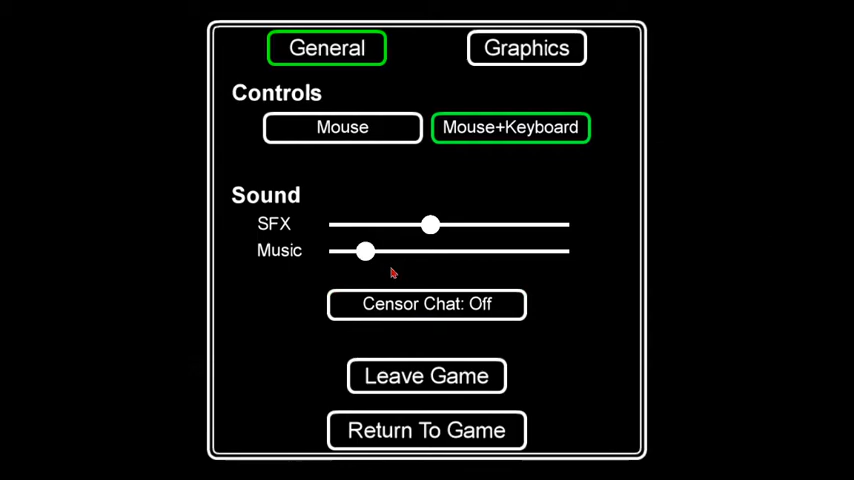 General Graphics
Controls
Mouse Mouse+Keyboard
Sound
SFX
Music
Censor Chat: Off
Leave Game
Return To Game